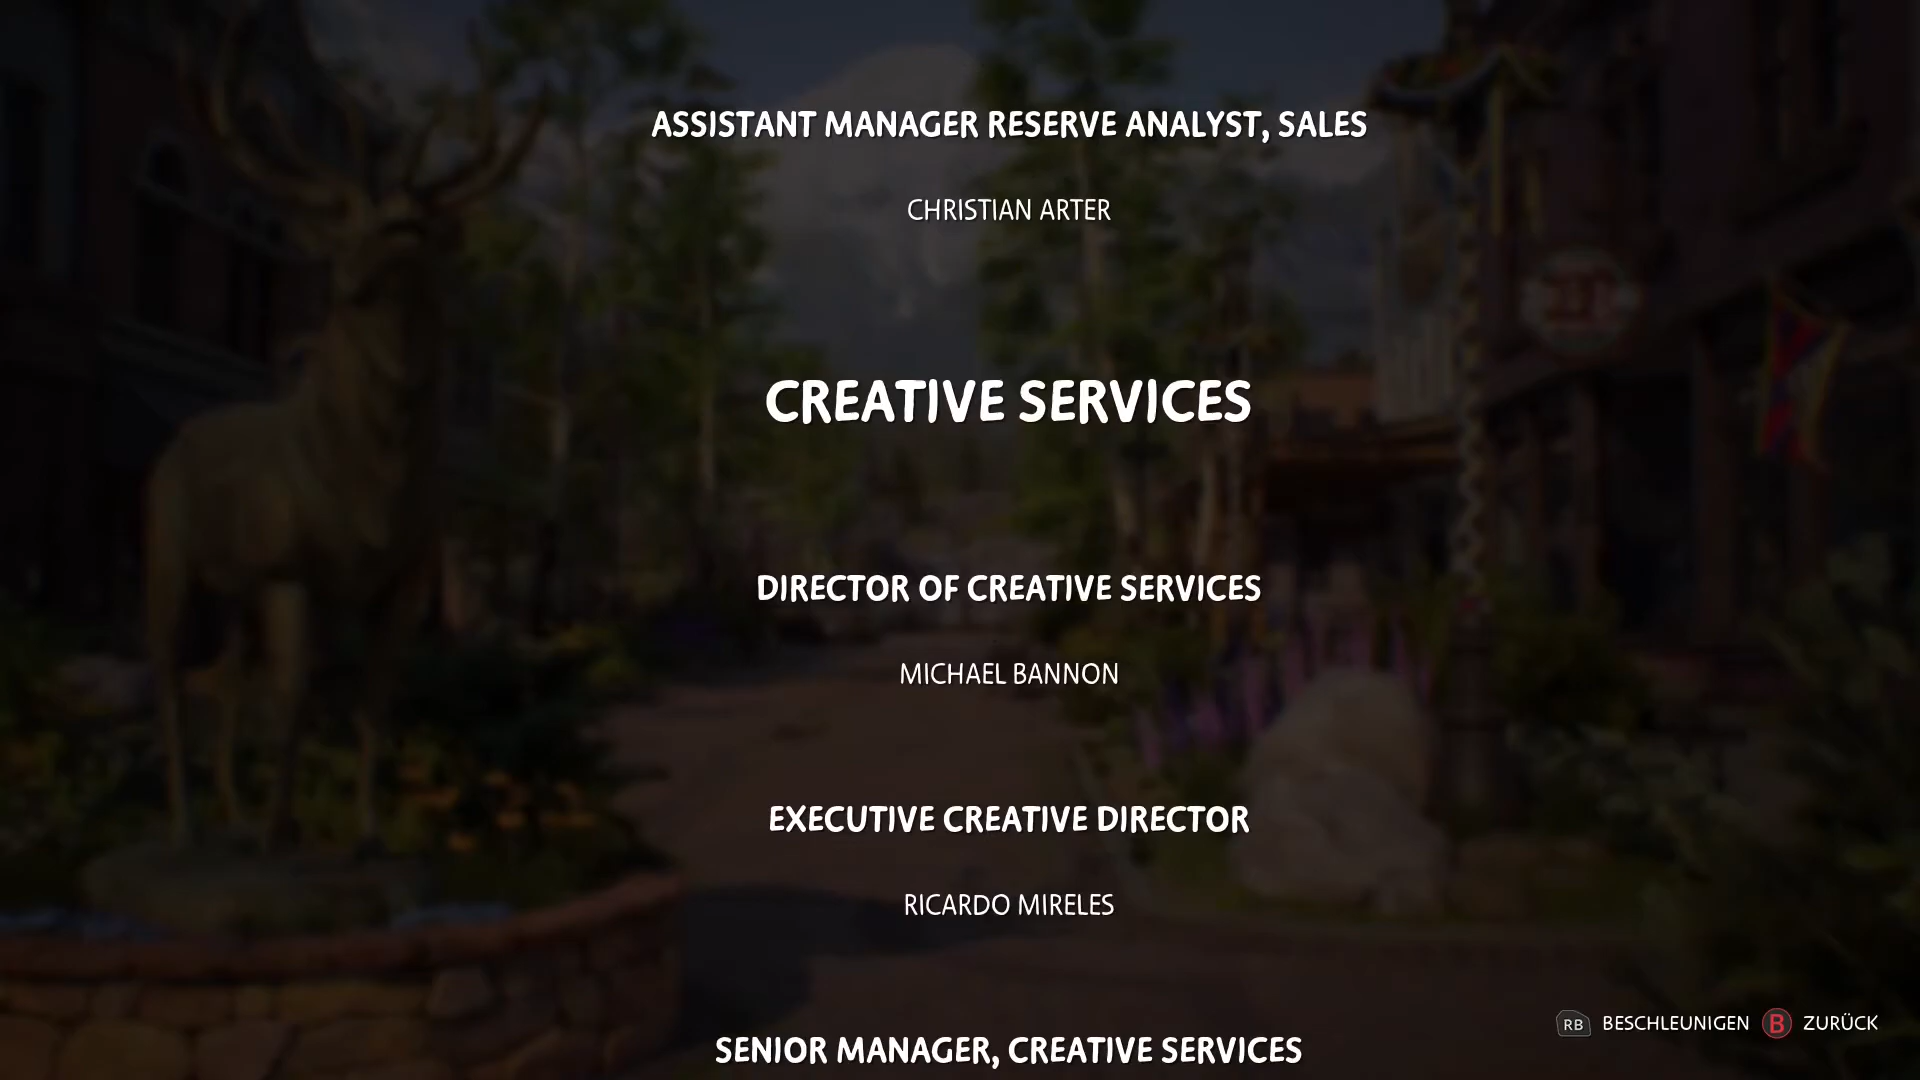 ASSISTANT MANAGER RESERVE ANALYST, SALES
CHRISTIAN ARTER
CREATIVE SERVICES
DIRECTOR OF CREATIVE SERVICES
MICHAEL BANNON
EXECUTIVE CREATIVE DIRECTOR
RICARDO MIRELES
RB BESCHLEUNIGEN B ZURÜCK
SENIOR MANAGER, CREATIVE SERVICES